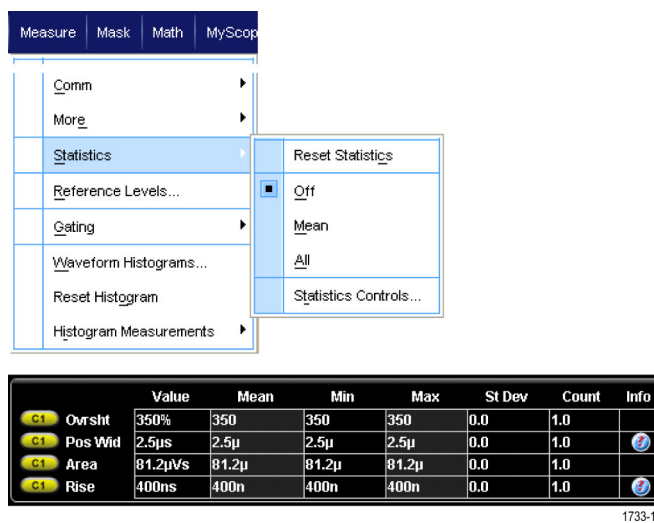 Measure Mask Math MyScop
Comm
More
Statistics
Reset Statistics
Reference Levels...
Off
Gating
Mean
Waveform Histograms...
All
Reset Histogram
Statistics Controls...
Histogram Measurements
Value Mean Min Max St Dev Count Info
C1 Ovrsht 350% 350 350 350 0.0 1.0
C1 Pos Wid 2.5µs 2.5µ 2.5µ 2.5µ 0.0 1.0
C1 Area 81.2µVs 81.2µ 81.2µ 81.2µ 0.0 1.0
C1 Rise 400ns 400n 400n 400n 0.0 1.0
1733-1